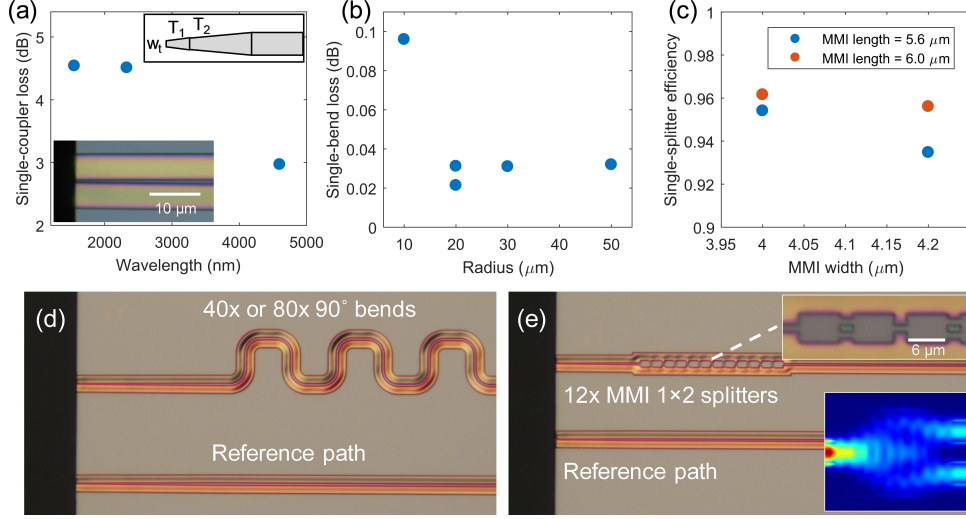 (a)
Single-coupler loss (dB)
5
4
3
2
2000 3000 4000 5000
Wavelength (nm)
T1 T2
wt
10 μm
(b)
Single-bend loss (dB)
0.1
0.08
0.06
0.04
0.02
0
10 20 30 40 50
Radius (μm)
(c)
Single-splitter efficiency
1
0.98
0.96
0.94
0.92
0.9
3.95 4 4.05 4.1 4.15 4.2
MMI width (μm)
MMI length = 5.6 μm
MMI length = 6.0 μm
(d)
40x or 80x 90° bends
Reference path
(e)
6 μm
12x MMI 1×2 splitters
Reference path